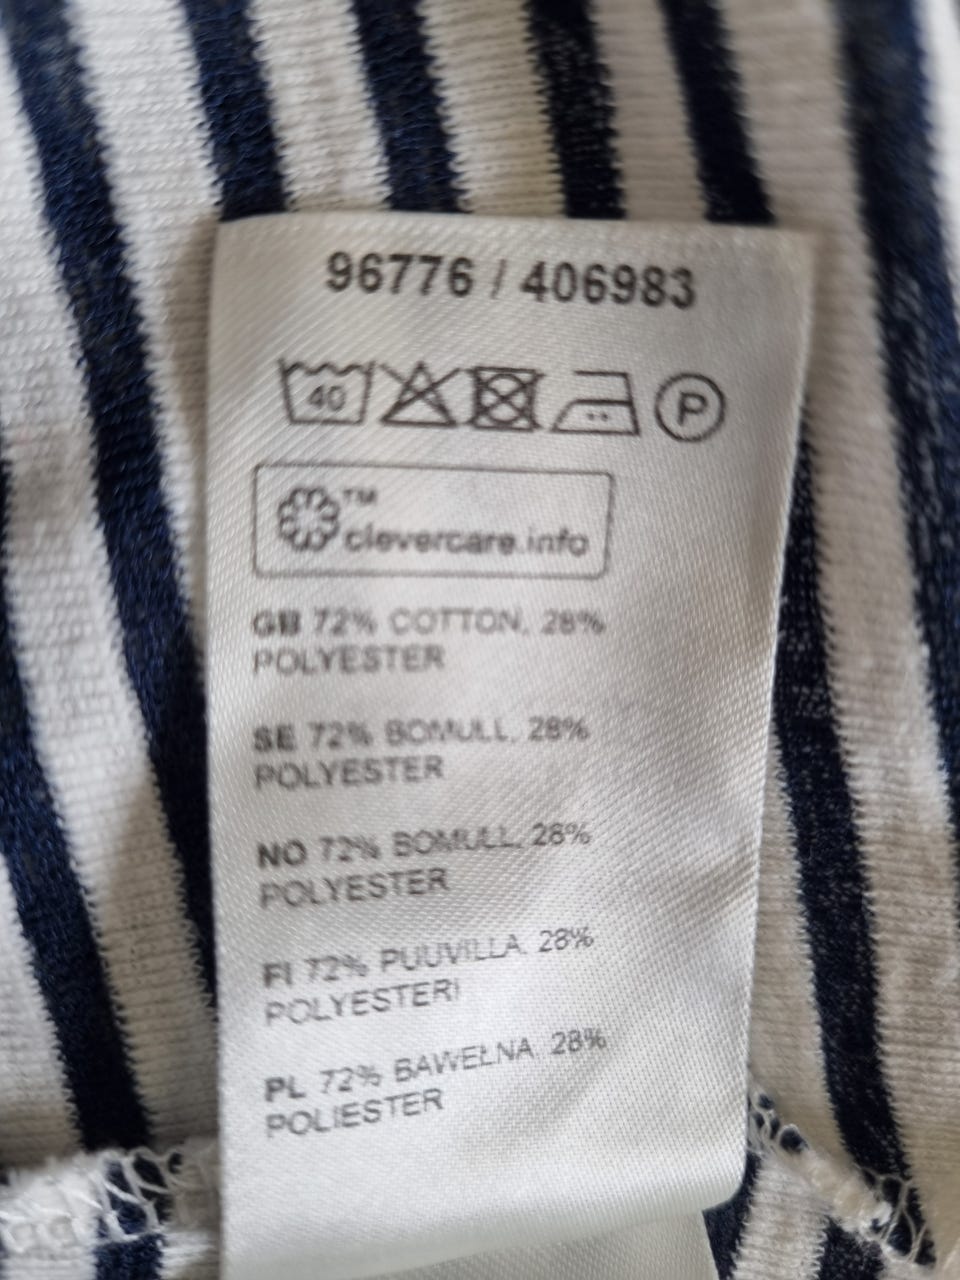 96776 / 406983
40 P
TM
clevercare.info
GB 72% COTTON, 28%
POLYESTER
SE 72% BOMULL, 28%
POLYESTER
NO 72% BOMULL, 28%
POLYESTER
FI 72% PUUVILLA, 28%
POLYESTERI
PL 72% BAWEŁNA, 28%
POLIESTER